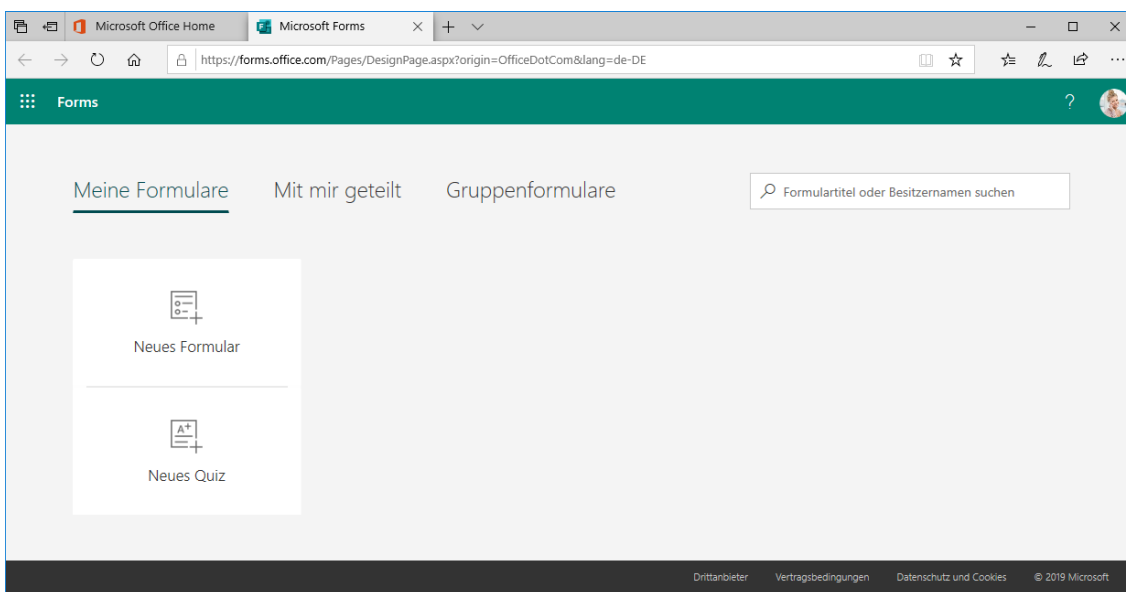 Microsoft Office Home
Microsoft Forms
https://forms.office.com/Pages/DesignPage.aspx?origin=OfficeDotCom&lang=de-DE
Forms
?
Meine Formulare
Mit mir geteilt
Gruppenformulare
Formulartitel oder Besitzernamen suchen
Neues Formular
A+
Neues Quiz
Drittanbieter
Vertragsbedingungen
Datenschutz und Cookies
© 2019 Microsoft